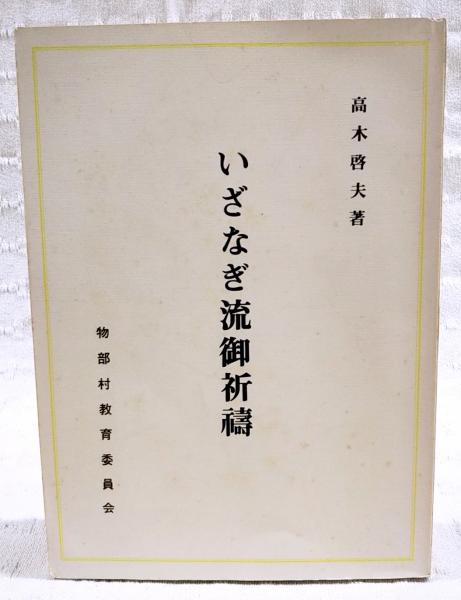 高木啓夫著
いざなぎ流御祈禱
物部村教育委員会